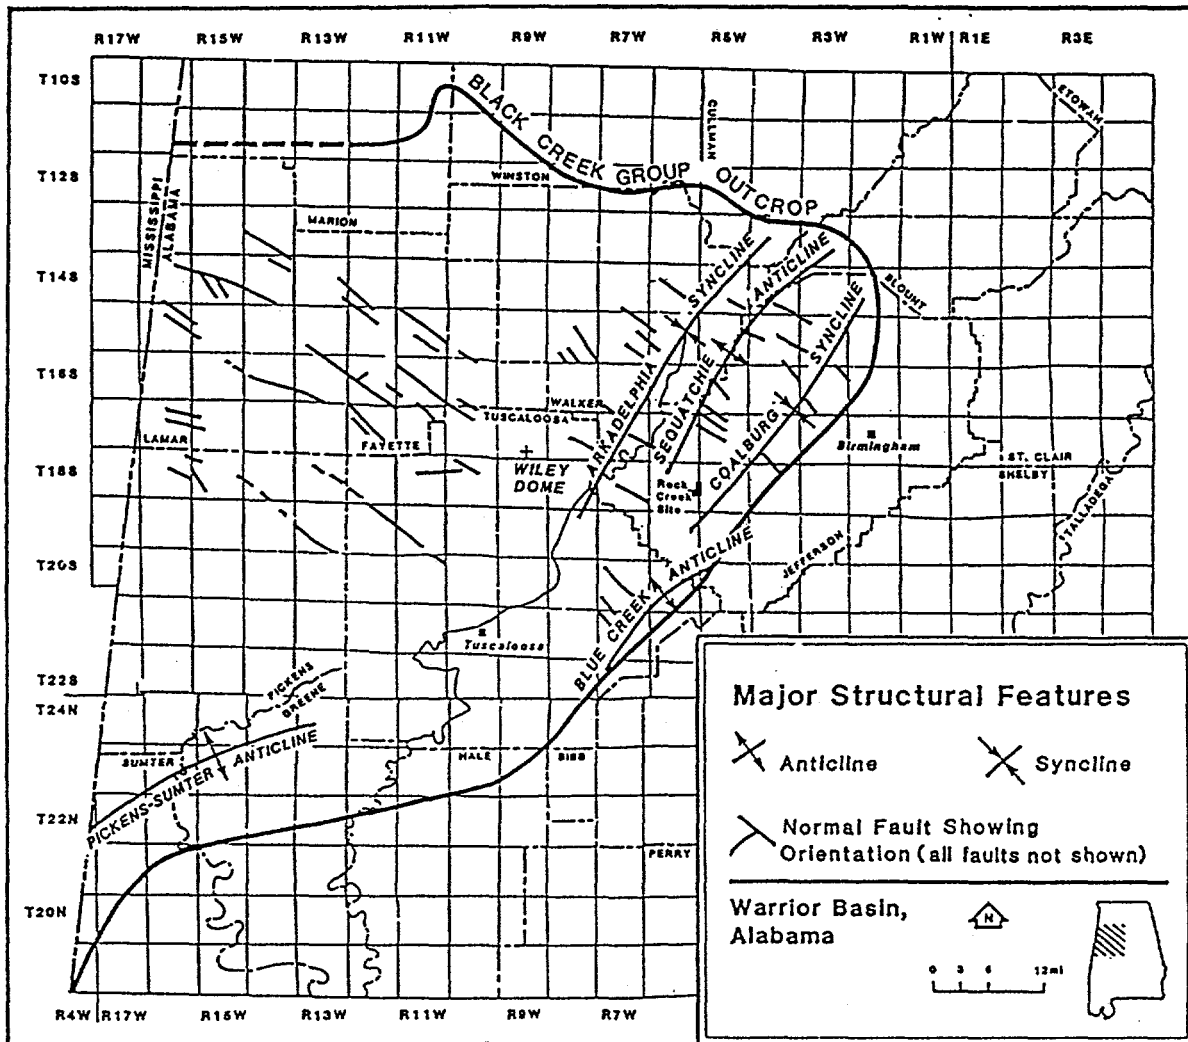 R17W R15W R13W R11W R9W R7W R5W R3W R1W R1E R3E
T10S
T12S
T14S
T16S
T18S
T20S
T22S
T24N
T22N
T20N
BLACK CREEK GROUP OUTCROP
CULLMAN
ETOWAH
WINSTON
MARION
MISSISSIPPI
ALABAMA
BLOUNT
ARKADELPHIA SYNCLINE
SEQUATCHIE ANTICLINE
COALBURG SYNCLINE
WALKER
TUSCALOOSA
LAMAR
FAYETTE
WILEY
DOME
Birmingham
Rock
Creek
Site
ST. CLAIR
SHELBY
TALLADEGA
JEFFERSON
BLUE CREEK ANTICLINE
Tuscaloosa
PICKENS
GREENE
SUMTER
PICKENS-SUMTER ANTICLINE
HALE
BIBB
PERRY
R4W R17W R15W R13W R11W R9W R7W
Major Structural Features
Anticline
Syncline
Normal Fault Showing
Orientation (all faults not shown)
Warrior Basin,
Alabama
N
0 3 6 12mi